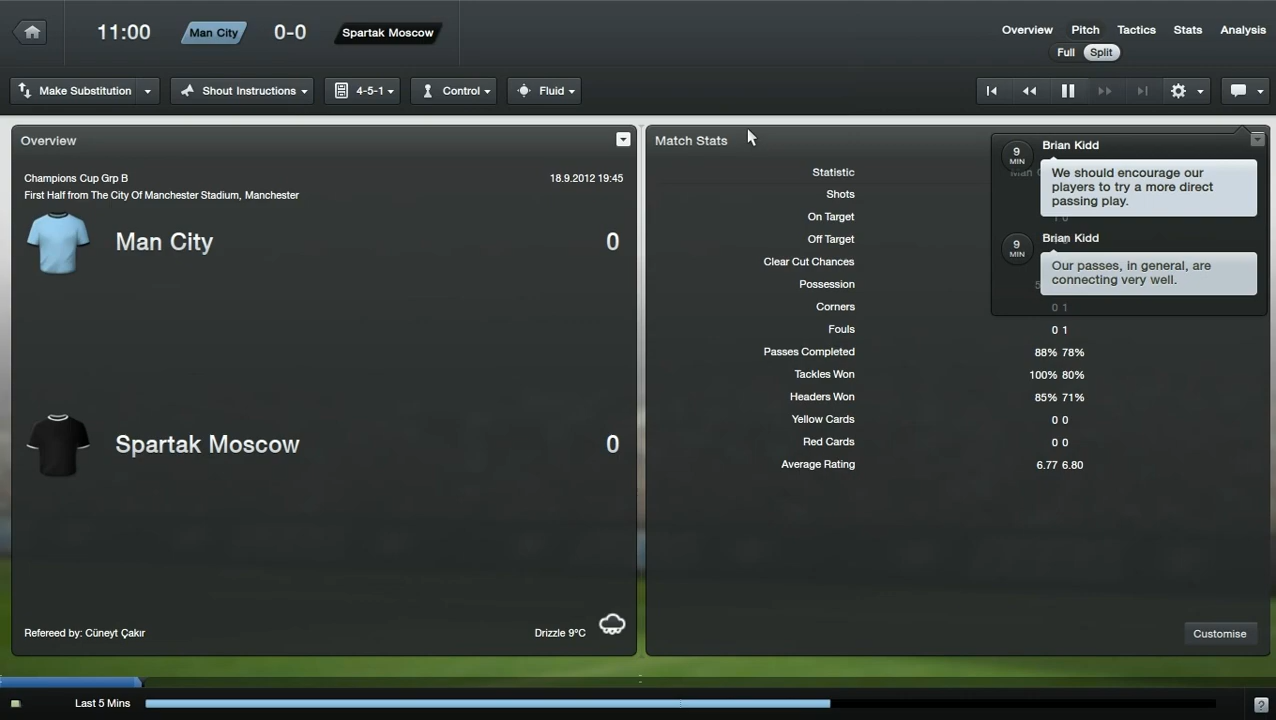 11:00 Man City 0-0 Spartak Moscow
Overview Pitch Tactics Stats Analysis
Full Split
Make Substitution Shout Instructions 4-5-1 Control Fluid
Overview
Champions Cup Grp B 18.9.2012 19:45
First Half from The City Of Manchester Stadium, Manchester
Man City 0
Spartak Moscow 0
Refereed by: Cüneyt Çakır Drizzle 9°C
Match Stats
Statistic
Shots
On Target
Off Target
Clear Cut Chances
Possession
Corners 0 1
Fouls 0 1
Passes Completed 88% 78%
Tackles Won 100% 80%
Headers Won 85% 71%
Yellow Cards 0 0
Red Cards 0 0
Average Rating 6.77 6.80
9 MIN
Brian Kidd
We should encourage our
players to try a more direct
passing play.
9 MIN
Brian Kidd
Our passes, in general, are
connecting very well.
Customise
Last 5 Mins
?